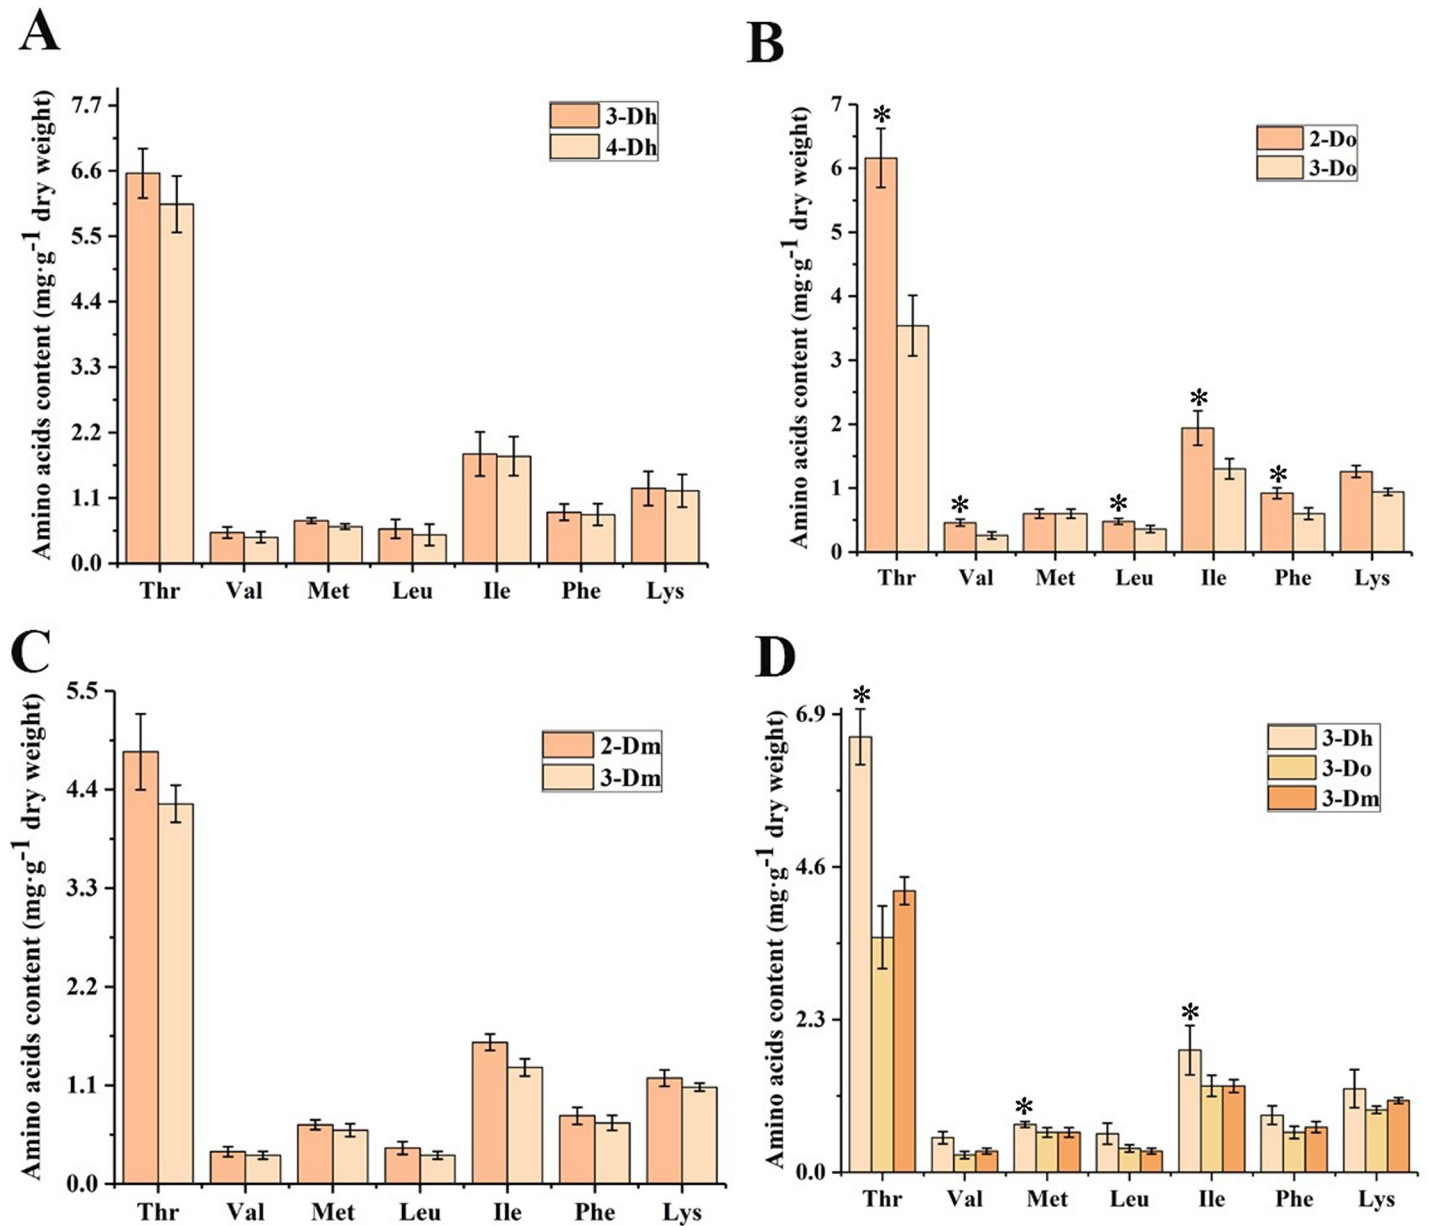 A
Amino acids content (mg·g-1 dry weight)
7.7
6.6
5.5
4.4
3.3
2.2
1.1
0.0
3-Dh
4-Dh
Thr Val Met Leu Ile Phe Lys
B
Amino acids content (mg·g-1 dry weight)
7
6
5
4
3
2
1
0
2-Do
3-Do
* * * * *
Thr Val Met Leu Ile Phe Lys
C
Amino acids content (mg·g-1 dry weight)
5.5
4.4
3.3
2.2
1.1
0.0
2-Dm
3-Dm
Thr Val Met Leu Ile Phe Lys
D
Amino acids content (mg·g-1 dry weight)
6.9
4.6
2.3
0.0
3-Dh
3-Do
3-Dm
* * *
Thr Val Met Leu Ile Phe Lys